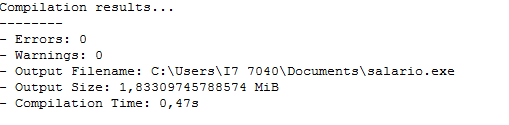 Compilation results...
--------
- Errors: 0
- Warnings: 0
- Output Filename: C:\Users\I7 7040\Documents\salario.exe
- Output Size: 1,83309745788574 MiB
- Compilation Time: 0,47s